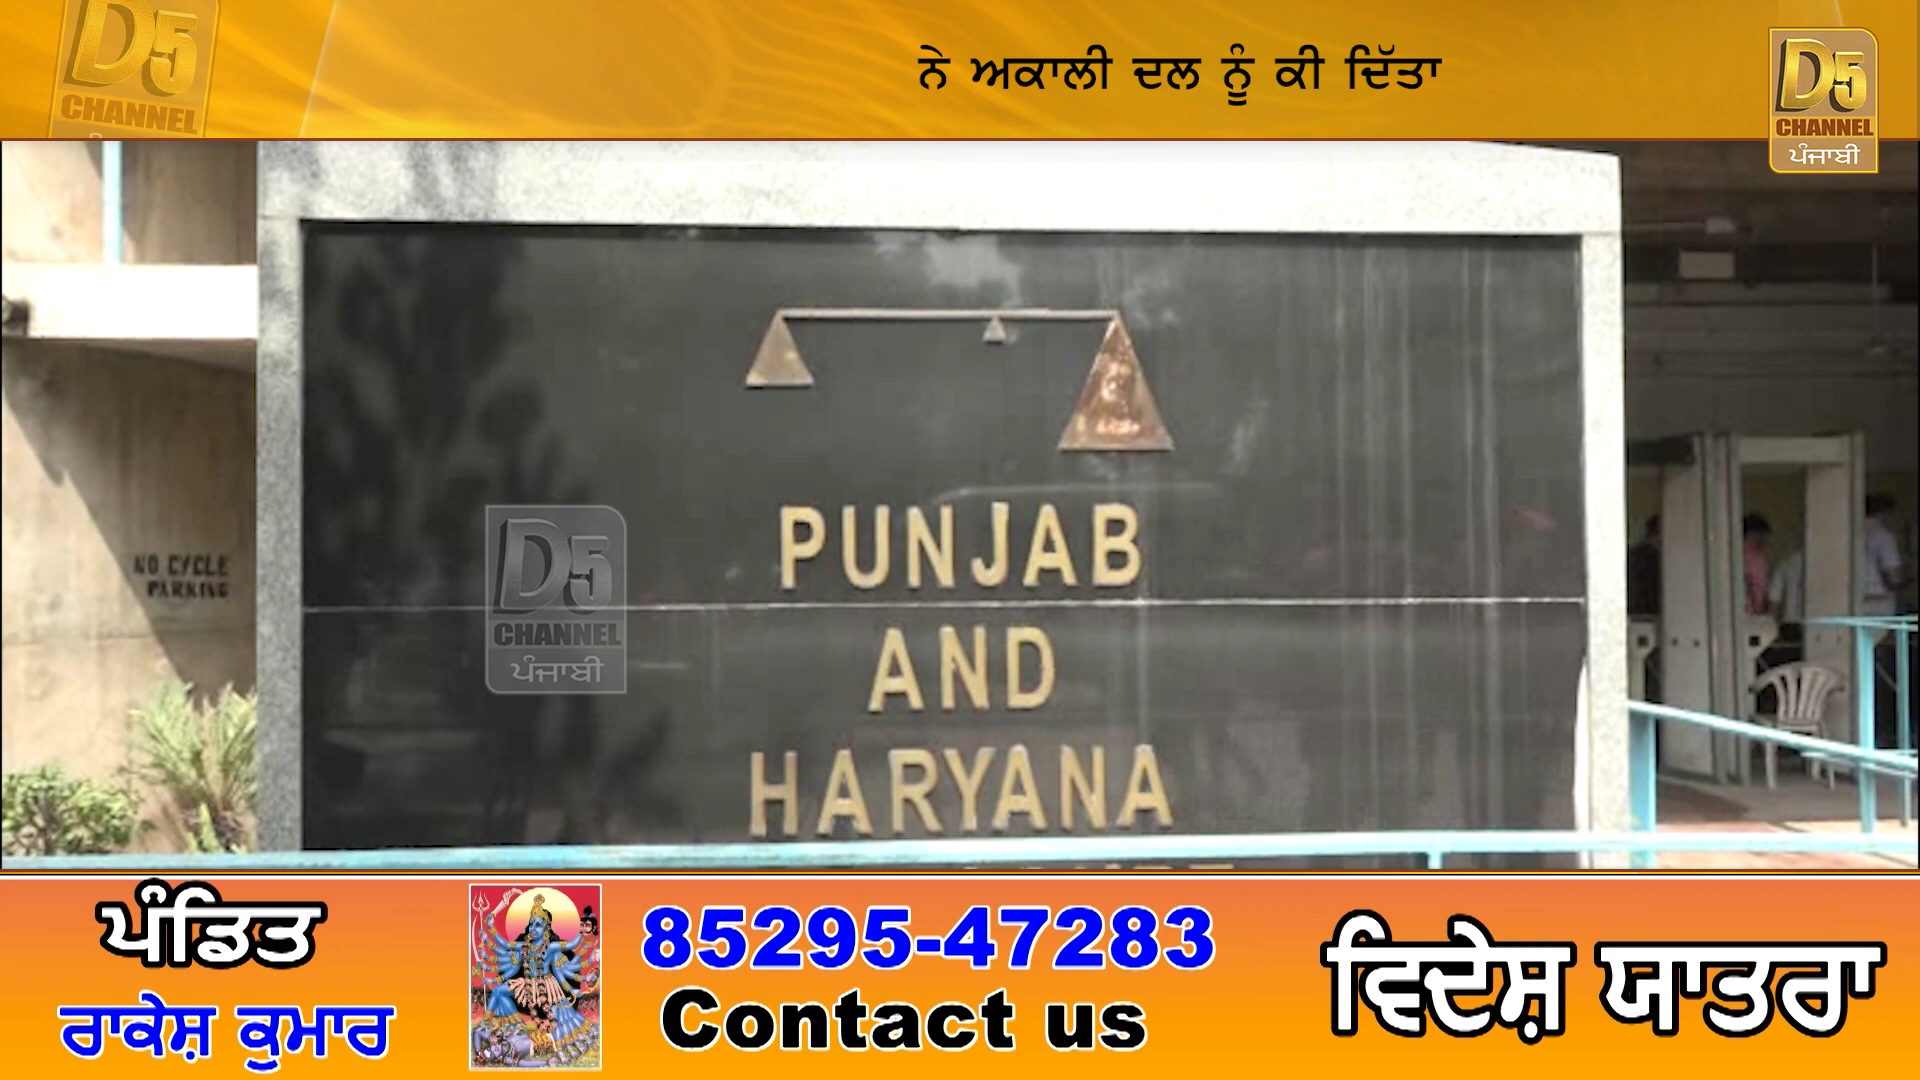 D5
CHANNEL
ਨੇ ਅਕਾਲੀ ਦਲ ਨੂੰ ਕੀ ਦਿੱਤਾ
D5
CHANNEL
ਪੰਜਾਬੀ
PUNJAB
AND
HARYANA
NO CYCLE
PARKING
D5
CHANNEL
ਪੰਜਾਬੀ
ਪੰਡਿਤ
ਰਾਕੇਸ਼ ਕੁਮਾਰ
85295-47283
Contact us
ਵਿਦੇਸ਼ ਯਾਤਰਾ